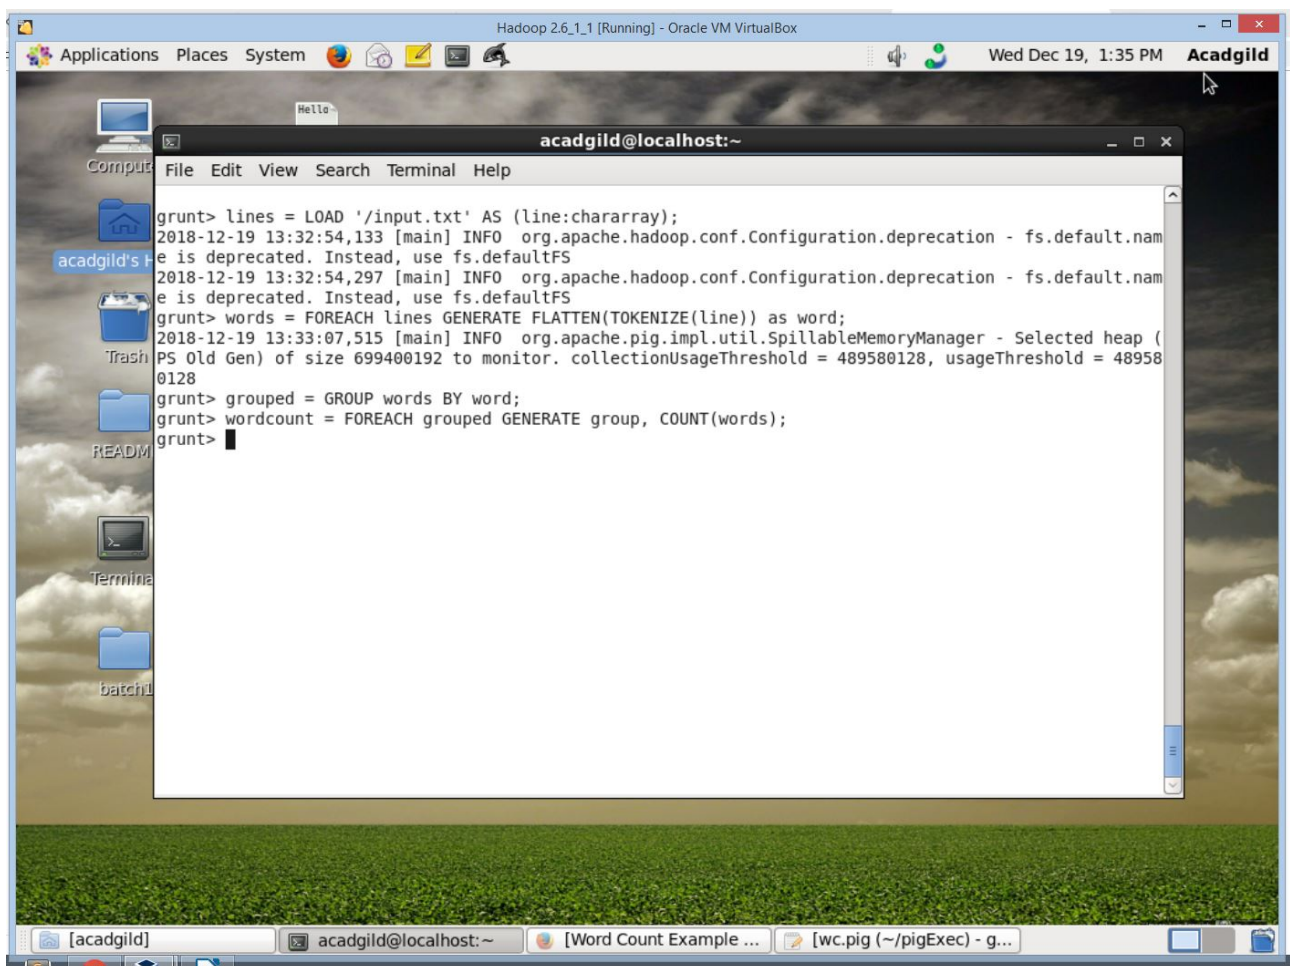 Hadoop 2.6_1_1 [Running] - Oracle VM VirtualBox
Applications Places System
Wed Dec 19, 1:35 PM Acadgild
Hello
acadgild@localhost:~
File Edit View Search Terminal Help
grunt> lines = LOAD '/input.txt' AS (line:chararray);
2018-12-19 13:32:54,133 [main] INFO  org.apache.hadoop.conf.Configuration.deprecation - fs.default.nam
e is deprecated. Instead, use fs.defaultFS
2018-12-19 13:32:54,297 [main] INFO  org.apache.hadoop.conf.Configuration.deprecation - fs.default.nam
e is deprecated. Instead, use fs.defaultFS
grunt> words = FOREACH lines GENERATE FLATTEN(TOKENIZE(line)) as word;
2018-12-19 13:33:07,515 [main] INFO  org.apache.pig.impl.util.SpillableMemoryManager - Selected heap (
PS Old Gen) of size 699400192 to monitor. collectionUsageThreshold = 489580128, usageThreshold = 48958
0128
grunt> grouped = GROUP words BY word;
grunt> wordcount = FOREACH grouped GENERATE group, COUNT(words);
grunt>
Comput
acadgild's H
Trash
READM
Termina
batch1
[acadgild]
acadgild@localhost:~
[Word Count Example ...
[wc.pig (~/pigExec) - g...